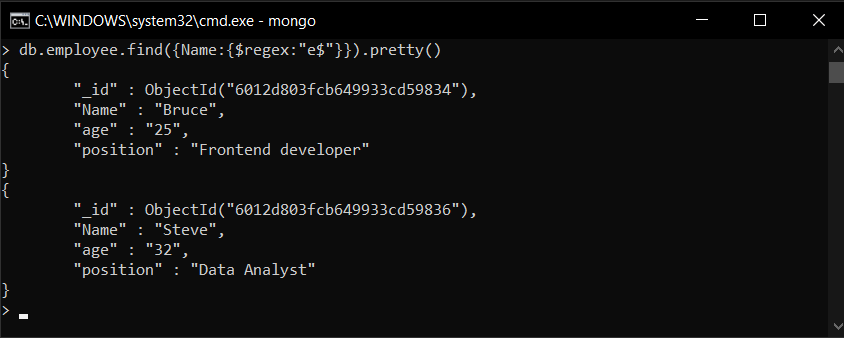 C:\WINDOWS\system32\cmd.exe - mongo
> db.employee.find({Name:{$regex:"e$"}}).pretty()
{
        "_id" : ObjectId("6012d803fcb649933cd59834"),
        "Name" : "Bruce",
        "age" : "25",
        "position" : "Frontend developer"
}
{
        "_id" : ObjectId("6012d803fcb649933cd59836"),
        "Name" : "Steve",
        "age" : "32",
        "position" : "Data Analyst"
}
>